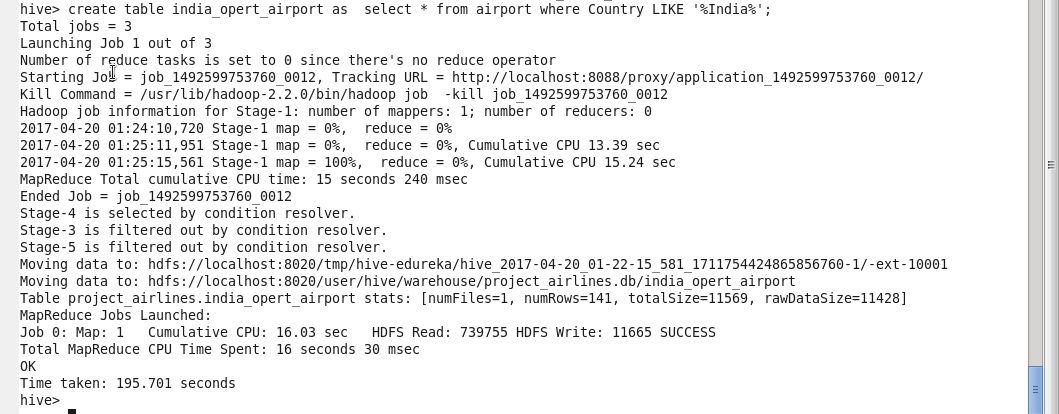 hive> create table india_opert_airport as  select * from airport where Country LIKE '%India%';
Total jobs = 3
Launching Job 1 out of 3
Number of reduce tasks is set to 0 since there's no reduce operator
Starting Job = job_1492599753760_0012, Tracking URL = http://localhost:8088/proxy/application_1492599753760_0012/
Kill Command = /usr/lib/hadoop-2.2.0/bin/hadoop job  -kill job_1492599753760_0012
Hadoop job information for Stage-1: number of mappers: 1; number of reducers: 0
2017-04-20 01:24:10,720 Stage-1 map = 0%,  reduce = 0%
2017-04-20 01:25:11,951 Stage-1 map = 0%,  reduce = 0%, Cumulative CPU 13.39 sec
2017-04-20 01:25:15,561 Stage-1 map = 100%,  reduce = 0%, Cumulative CPU 15.24 sec
MapReduce Total cumulative CPU time: 15 seconds 240 msec
Ended Job = job_1492599753760_0012
Stage-4 is selected by condition resolver.
Stage-3 is filtered out by condition resolver.
Stage-5 is filtered out by condition resolver.
Moving data to: hdfs://localhost:8020/tmp/hive-edureka/hive_2017-04-20_01-22-15_581_1711754424865856760-1/-ext-10001
Moving data to: hdfs://localhost:8020/user/hive/warehouse/project_airlines.db/india_opert_airport
Table project_airlines.india_opert_airport stats: [numFiles=1, numRows=141, totalSize=11569, rawDataSize=11428]
MapReduce Jobs Launched:
Job 0: Map: 1   Cumulative CPU: 16.03 sec   HDFS Read: 739755 HDFS Write: 11665 SUCCESS
Total MapReduce CPU Time Spent: 16 seconds 30 msec
OK
Time taken: 195.701 seconds
hive>